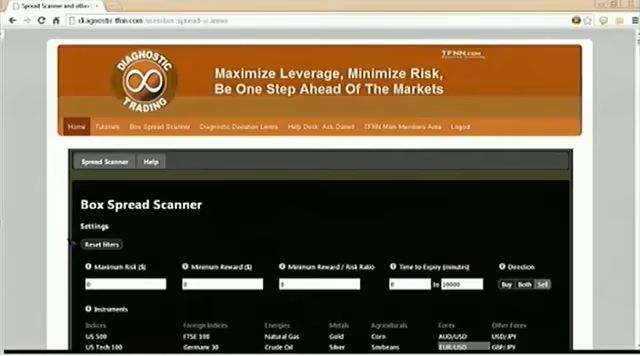 Spread Scanner and other
diagnostic.tfnn.com/member/spread-scanner
DIAGNOSTIC TRADING
TFNN.COM
Maximize Leverage, Minimize Risk,
Be One Step Ahead Of The Markets
Home Tutorials Box Spread Scanner Diagnostic Deviation Levels Help Desk: Ask David TFNN Main Members Area Logout
Spread Scanner Help
Box Spread Scanner
Settings
Reset filters
Maximum Risk ($) Minimum Reward ($) Minimum Reward / Risk Ratio Time to Expiry (minutes) Direction
0 0 0 0 to 10000 Buy Both Sell
Instruments
Indices Foreign Indices Energies Metals Agriculturals Forex Other Forex
US 500 FTSE 100 Natural Gas Gold Corn AUD/USD USD/JPY
US Tech 100 Germany 30 Crude Oil Silver Soybeans EUR/USD GBP/JPY